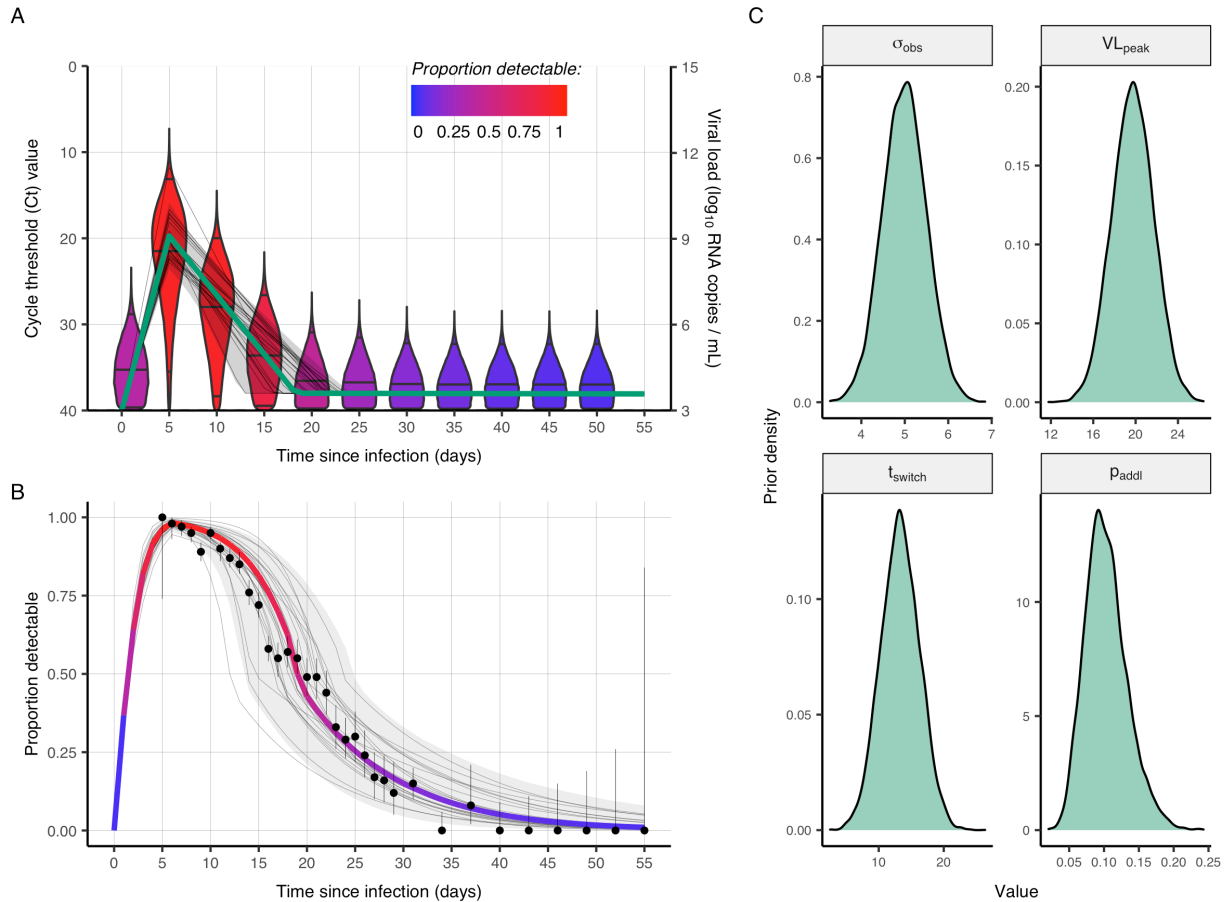 A
Proportion detectable:
0 0.25 0.5 0.75 1
Cycle threshold (Ct) value
0
10
20
30
40
Viral load (log10 RNA copies / mL)
15
12
9
6
3
0 5 10 15 20 25 30 35 40 45 50 55
Time since infection (days)
B
Proportion detectable
1.00
0.75
0.50
0.25
0.00
0 5 10 15 20 25 30 35 40 45 50 55
Time since infection (days)
C
Prior density
σobs
0.8
0.6
0.4
0.2
0.0
4 5 6 7
VLpeak
0.20
0.15
0.10
0.05
0.00
12 16 20 24
tswitch
0.10
0.05
0.00
10 20
paddl
10
5
0
0.05 0.10 0.15 0.20 0.25
Value